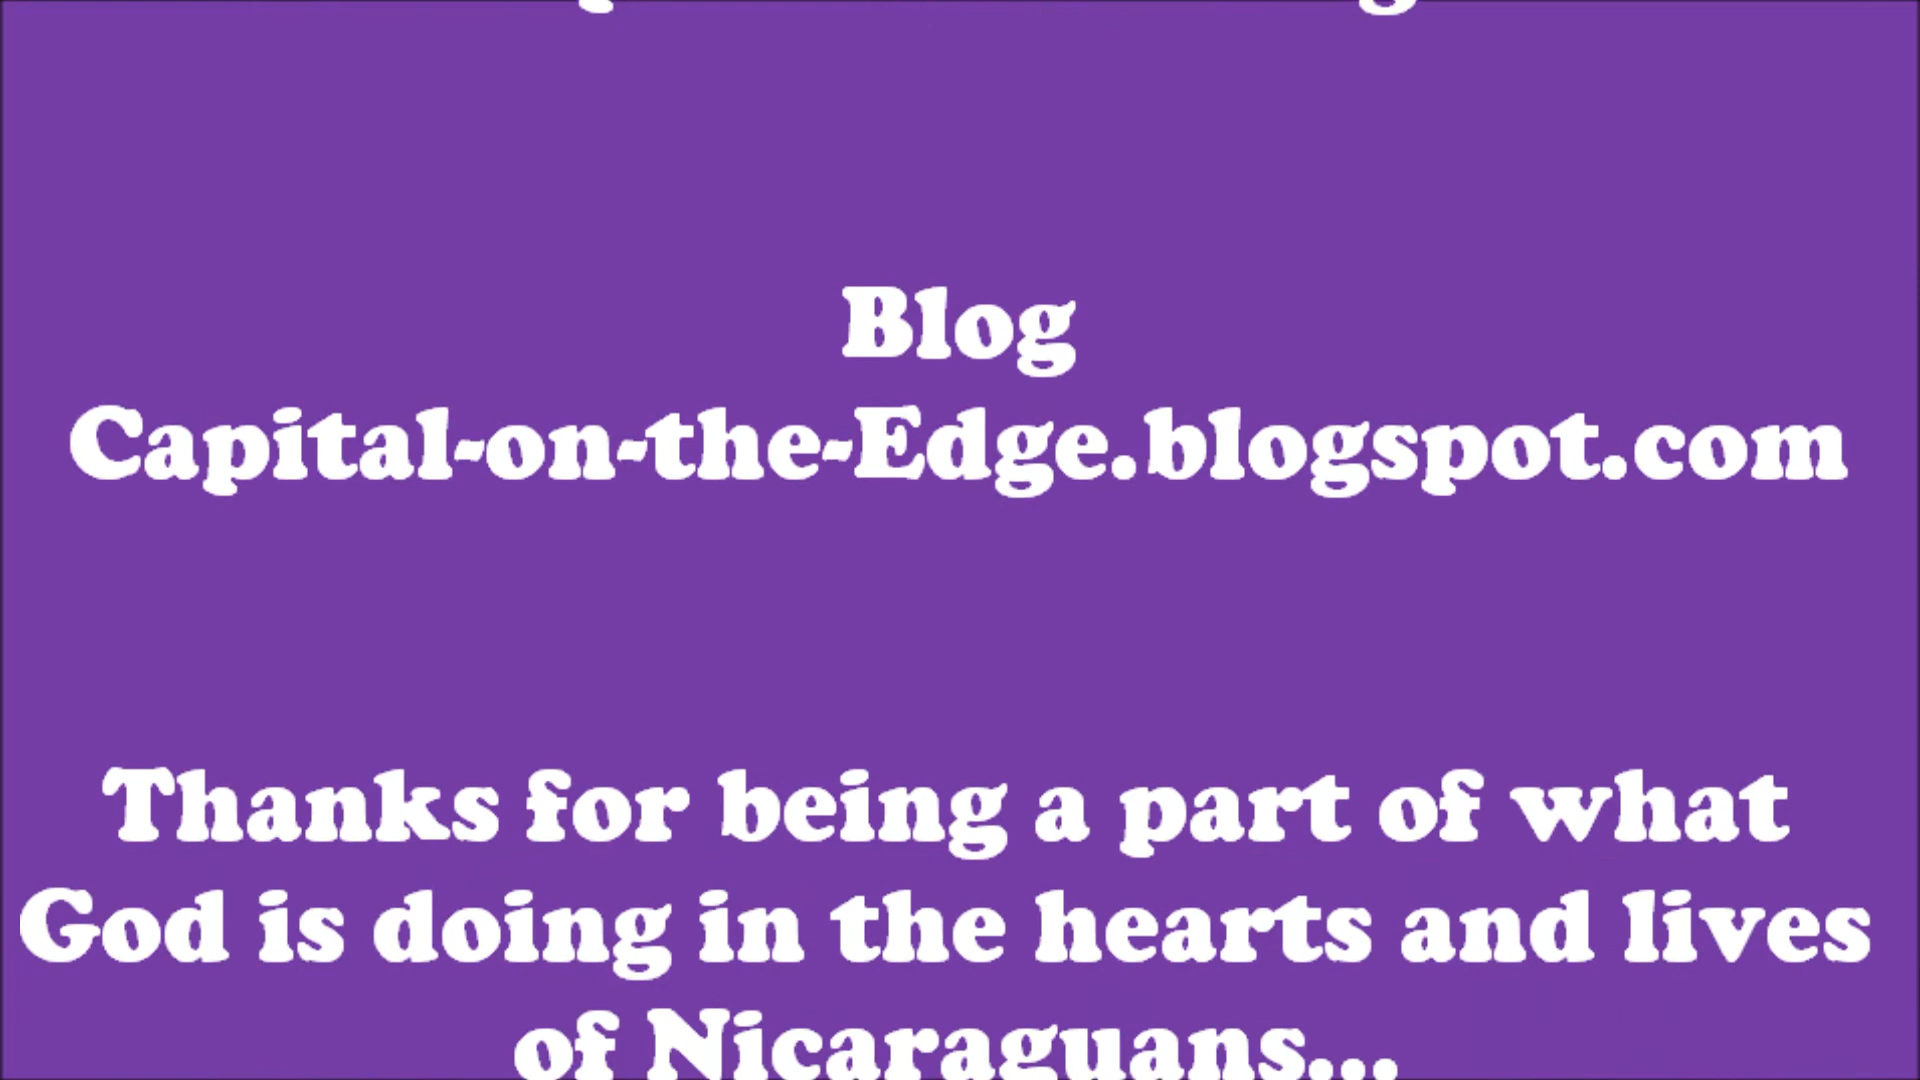 Blog
Capital-on-the-Edge.blogspot.com
Thanks for being a part of what
God is doing in the hearts and lives
of Nicaraguans...